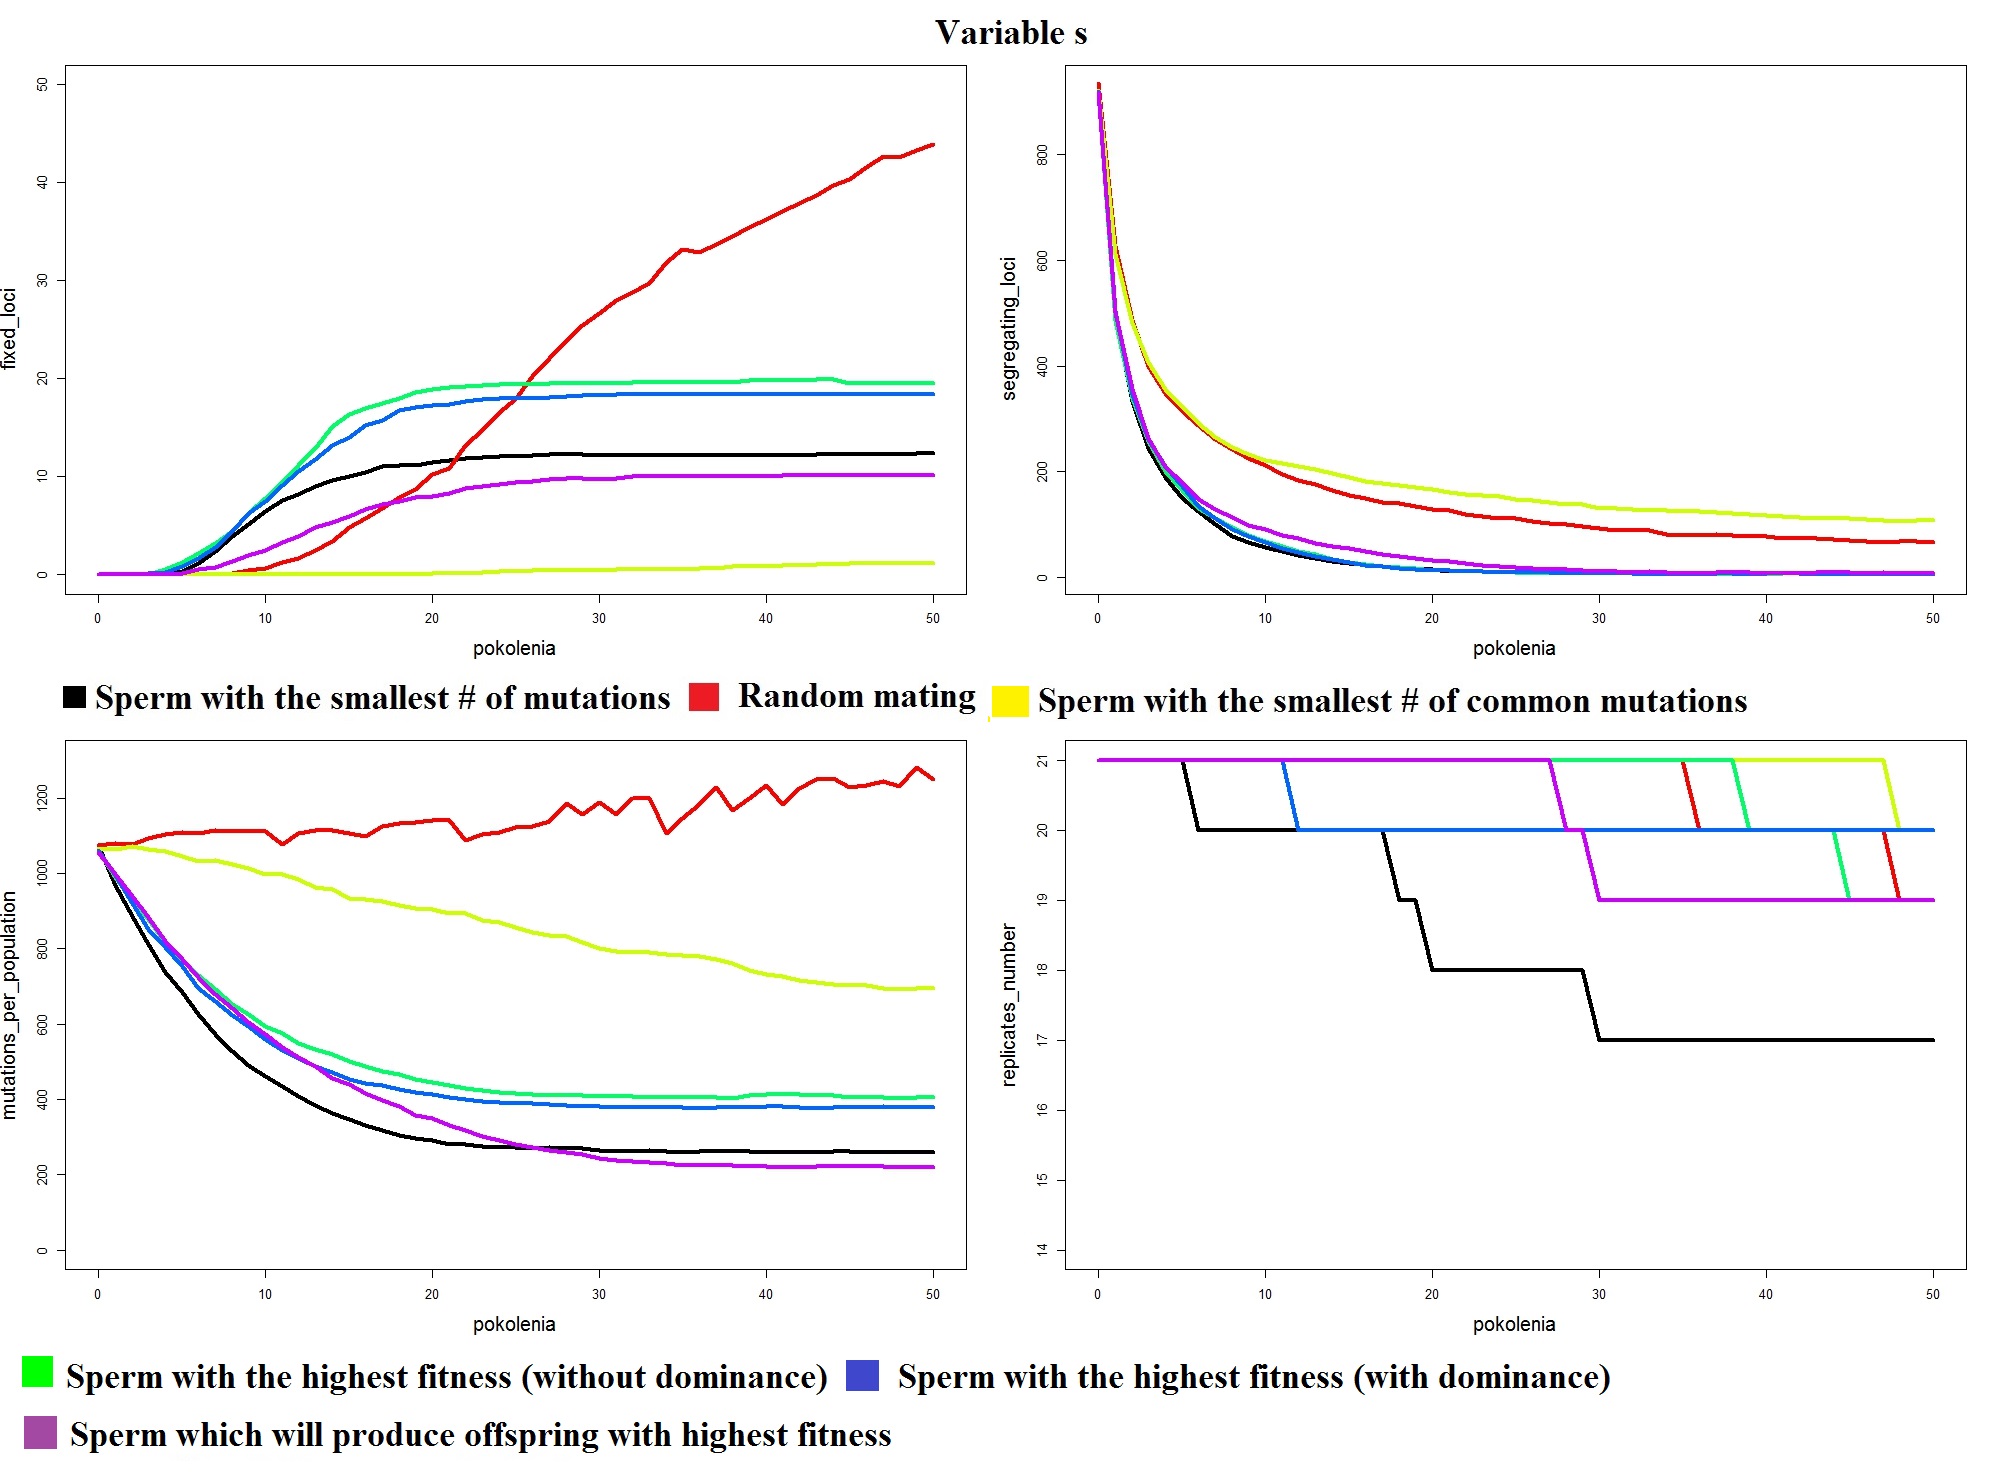 Variable s
fixed_loci
50
40
30
20
10
0
0 10 20 30 40 50
pokolenia
segregating_loci
800
600
400
200
0
0 10 20 30 40 50
pokolenia
Sperm with the smallest # of mutations Random mating Sperm with the smallest # of common mutations
mutations_per_population
1200
1000
800
600
400
200
0
0 10 20 30 40 50
pokolenia
replicates_number
21
20
19
18
17
16
15
14
0 10 20 30 40 50
pokolenia
Sperm with the highest fitness (without dominance) Sperm with the highest fitness (with dominance)
Sperm which will produce offspring with highest fitness